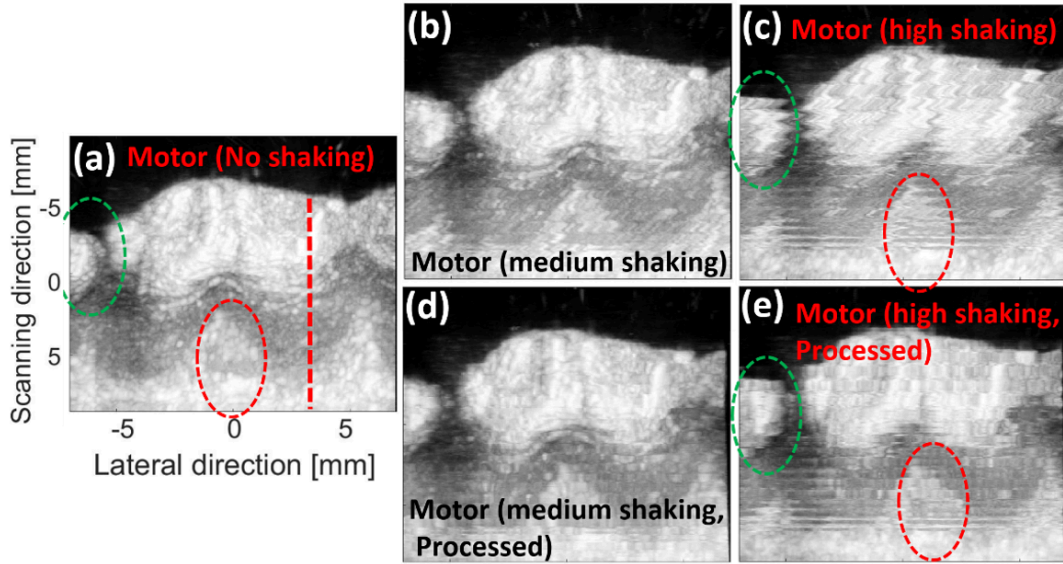 (a) Motor (No shaking)
Scanning direction [mm]
-5
0
5
-5 0 5
Lateral direction [mm]
(b)
Motor (medium shaking)
(c) Motor (high shaking)
(d)
Motor (medium shaking,
Processed)
(e)
Motor (high shaking,
Processed)